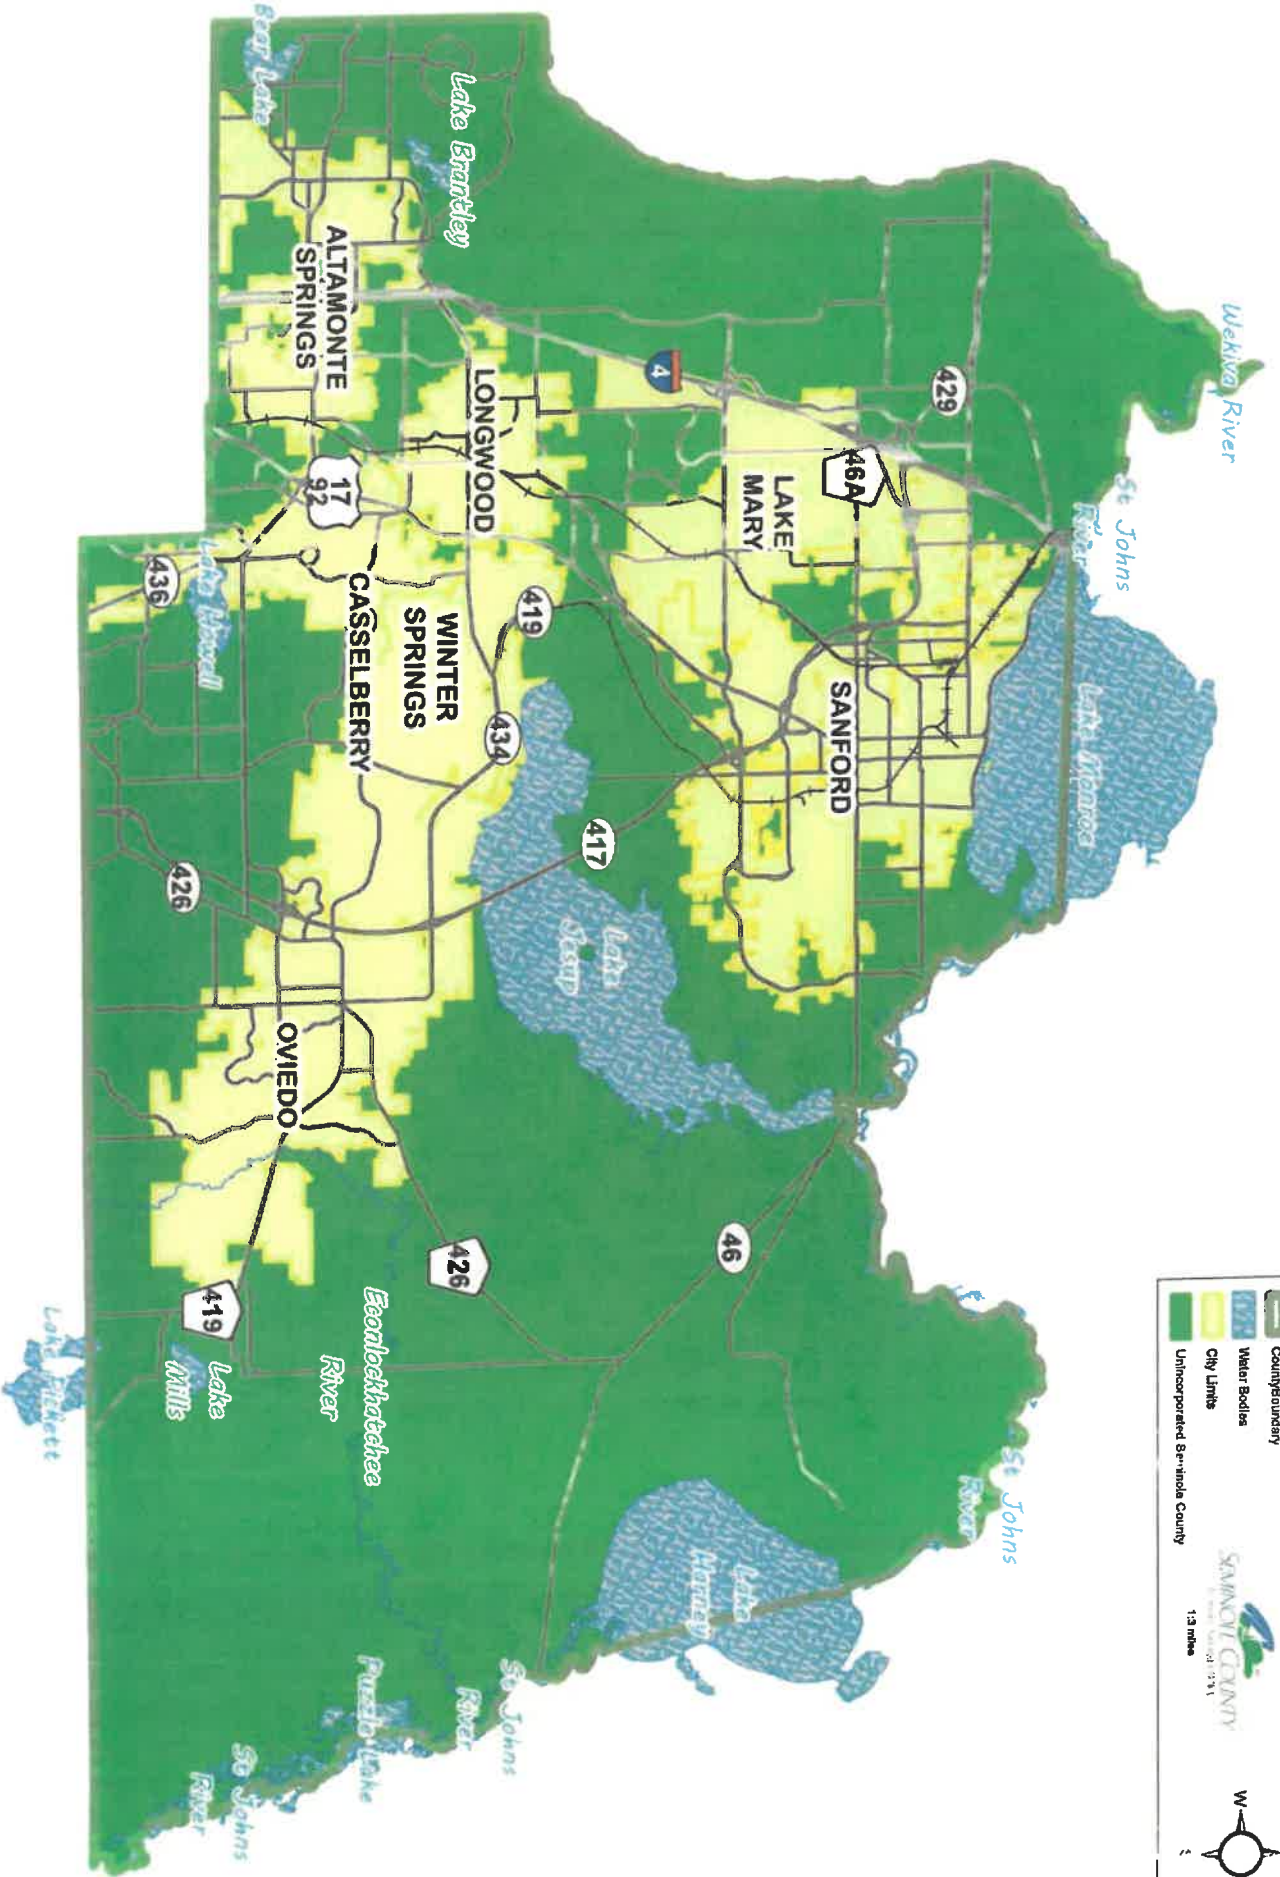 Wekiva River
St Johns
River
Lake Monroe
429
46A
4
LAKE
MARY
SANFORD
Lake Brantley
Bear Lake
ALTAMONTE
SPRINGS
LONGWOOD
17
92
419
WINTER
SPRINGS
434
CASSELBERRY
Lake Howell
436
417
Lake
Jesup
426
OVIEDO
46
426
419
Econlockhatchee
River
Lake
Mills
Lake Pickett
St Johns
River
Lake
Harney
St Johns
River
Puzzle Lake
St Johns
River
CountyBoundary
Water Bodies
City Limits
Unincorporated Seminole County
SEMINOLE COUNTY
1:3 miles
W